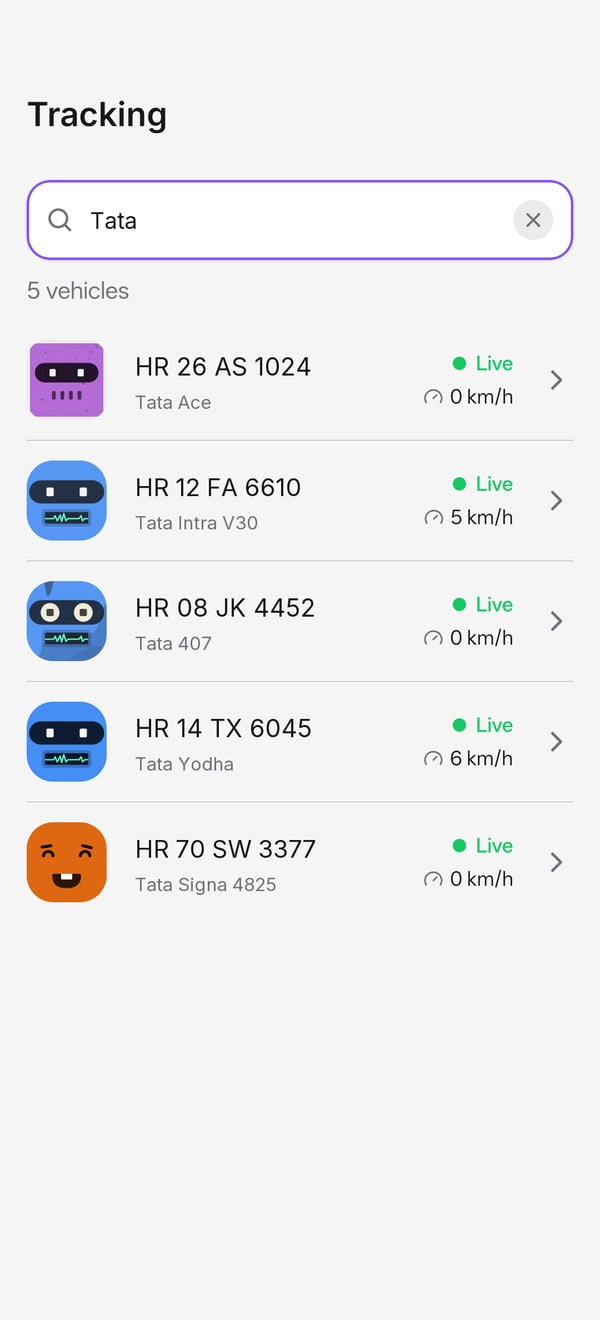 Tracking
Tata
5 vehicles
HR 26 AS 1024
Live
Tata Ace
0 km/h
HR 12 FA 6610
Live
Tata Intra V30
5 km/h
HR 08 JK 4452
Live
Tata 407
0 km/h
HR 14 TX 6045
Live
Tata Yodha
6 km/h
HR 70 SW 3377
Live
Tata Signa 4825
0 km/h